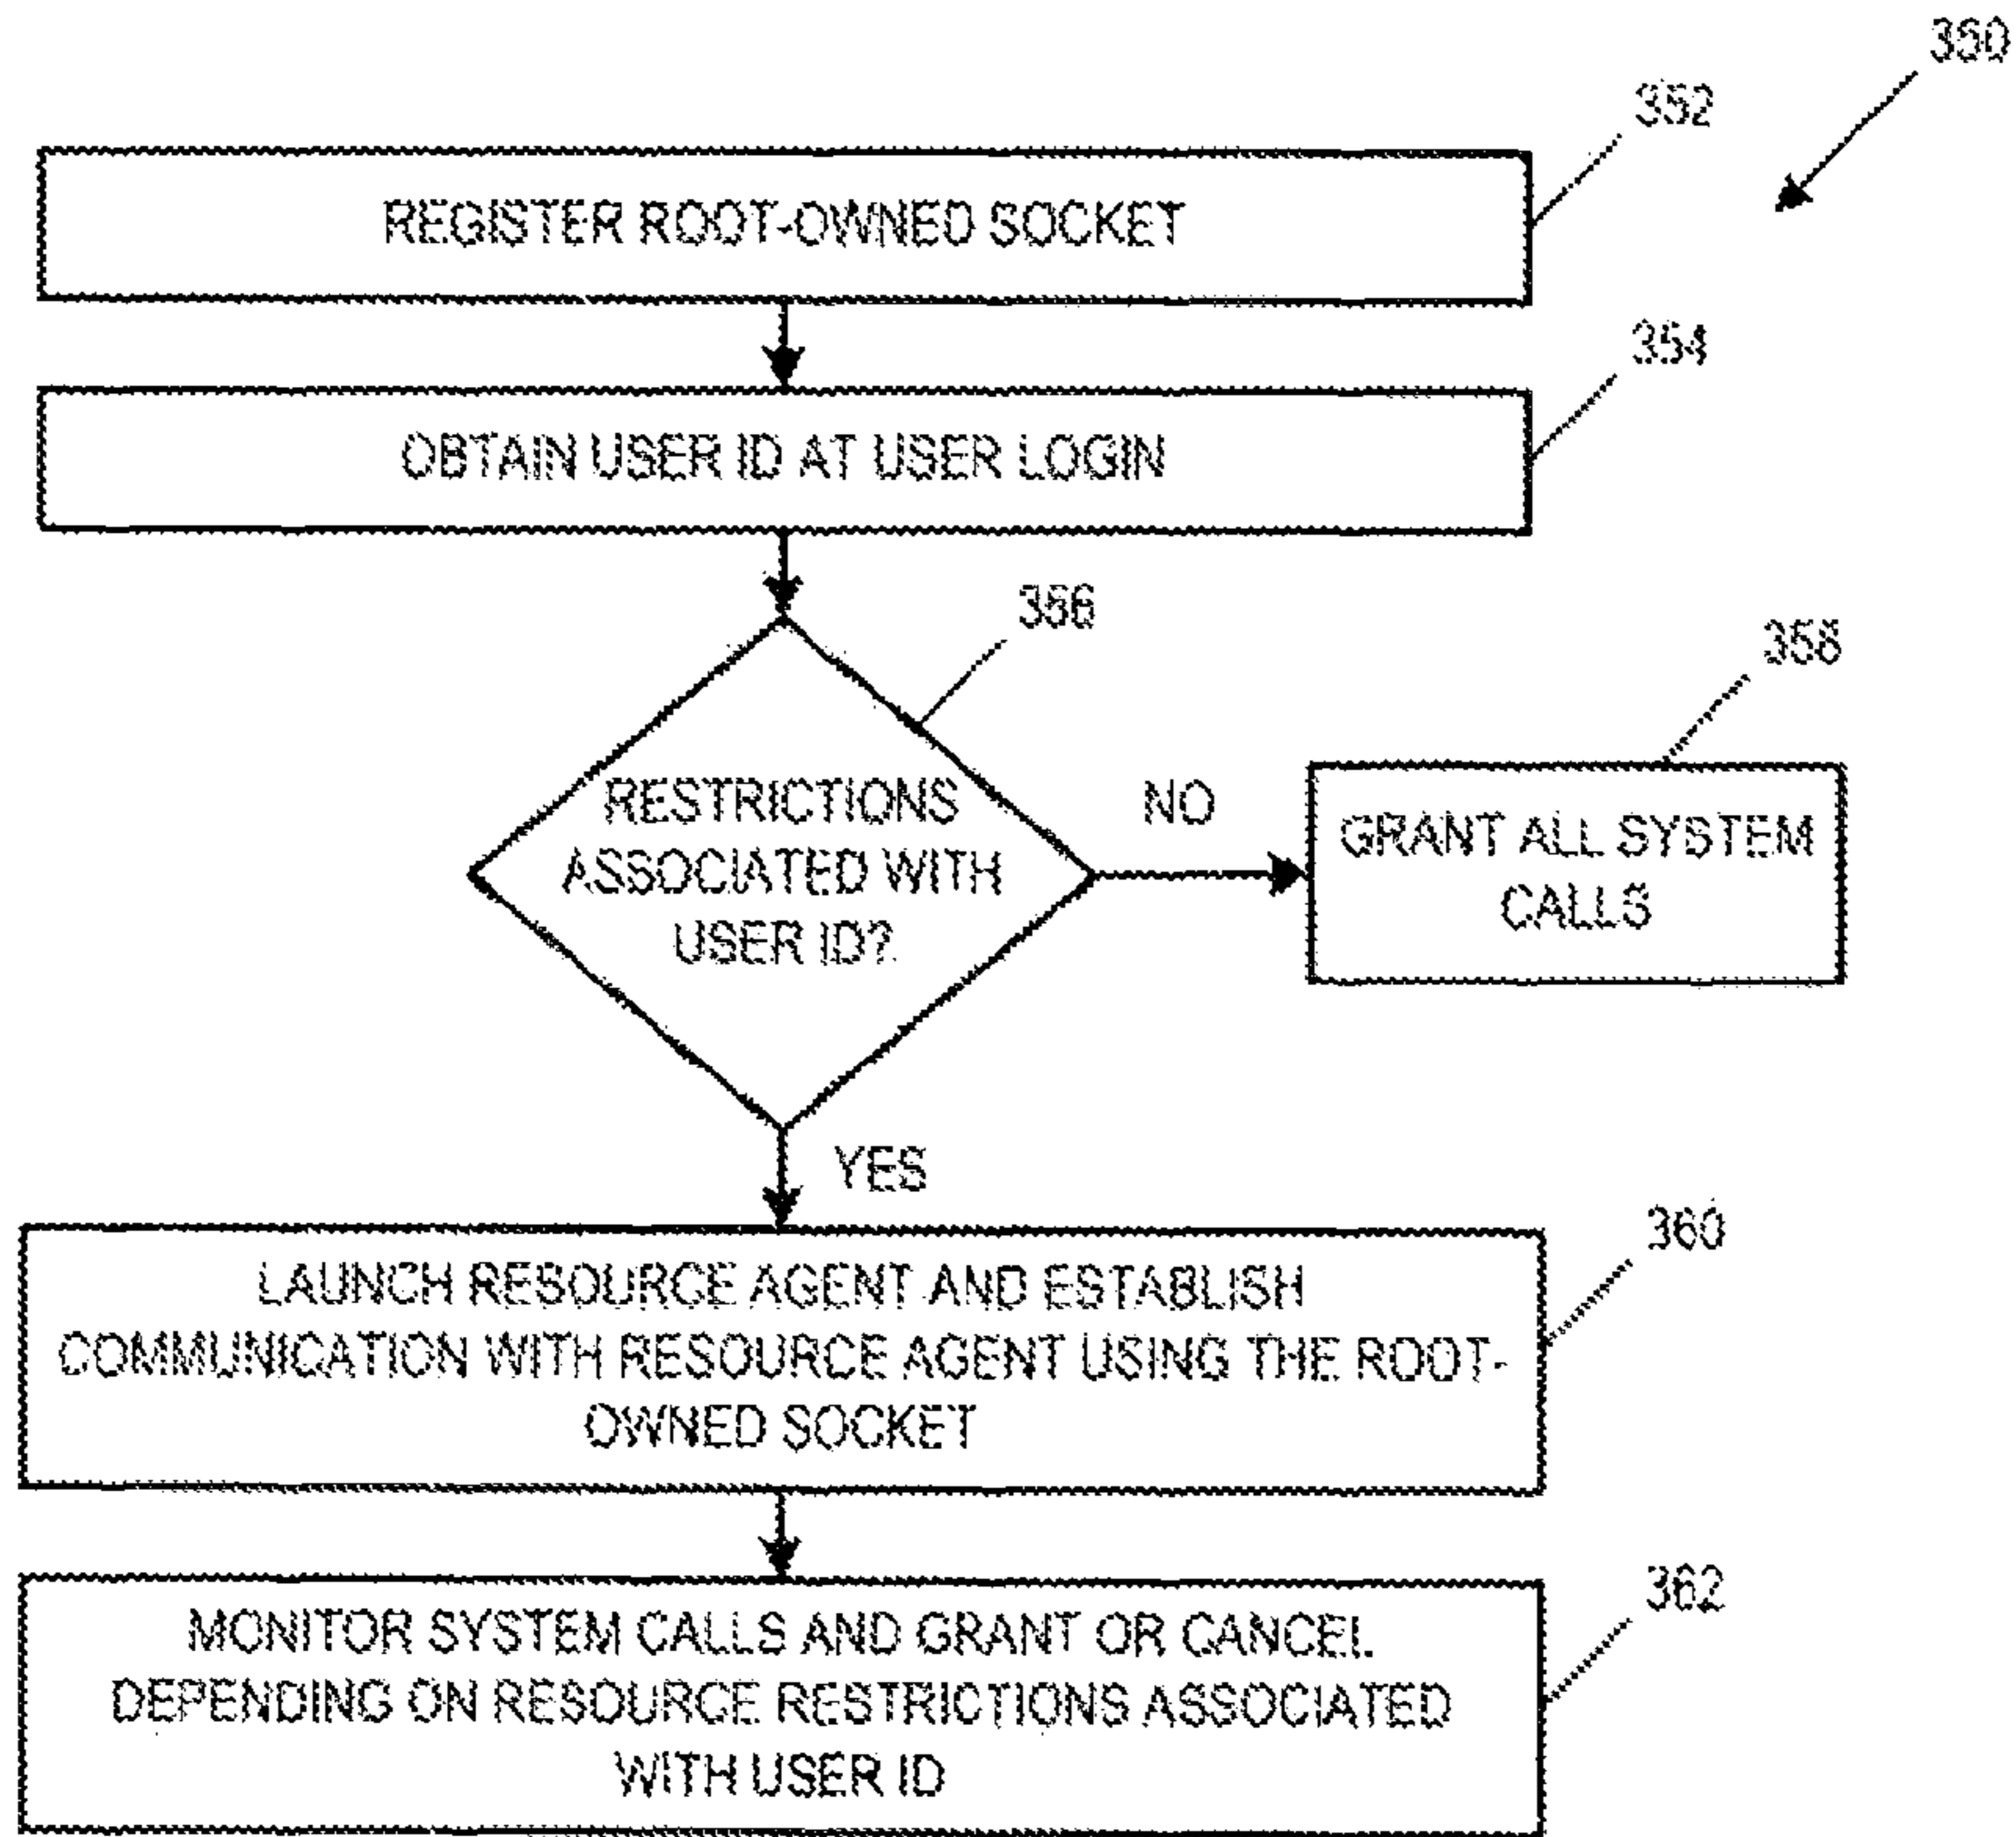 350
352
REGISTER ROOT-OWNED SOCKET
354
OBTAIN USER ID AT USER LOGIN
356
358
RESTRICTIONS
ASSOCIATED WITH
USER ID?
NO
GRANT ALL SYSTEM
CALLS
YES
360
LAUNCH RESOURCE AGENT AND ESTABLISH
COMMUNICATION WITH RESOURCE AGENT USING THE ROOT-
OWNED SOCKET
362
MONITOR SYSTEM CALLS AND GRANT OR CANCEL
DEPENDING ON RESOURCE RESTRICTIONS ASSOCIATED
WITH USER ID